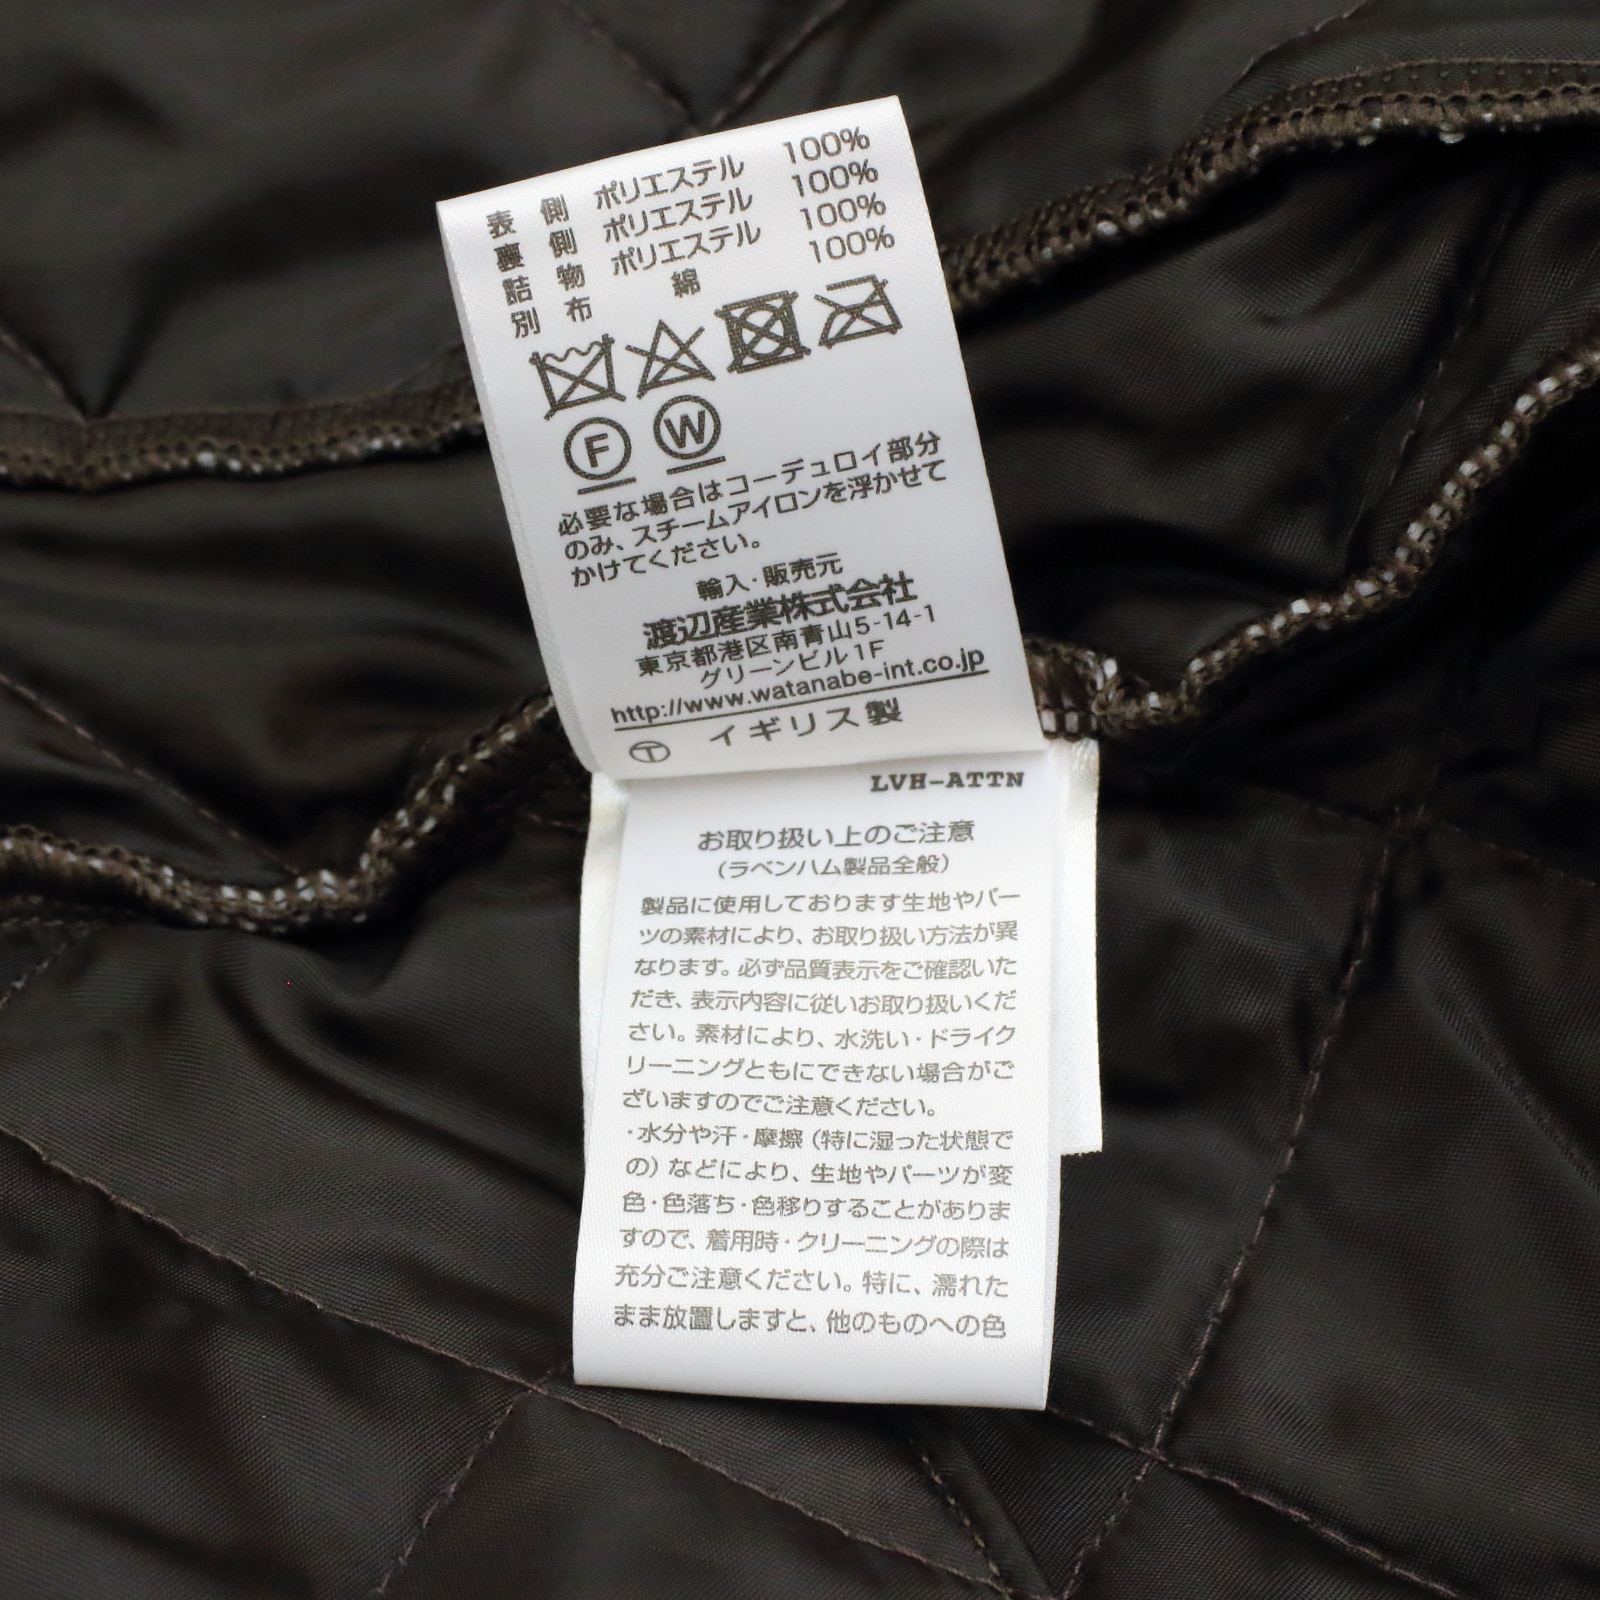 表側 ポリエステル 100%
裏側 ポリエステル 100%
詰物 ポリエステル 100%
別布 綿 100%
F W
必要な場合はコーデュロイ部分
のみ、スチームアイロンを浮かせて
かけてください。
輸入・販売元
渡辺産業株式会社
東京都港区南青山5-14-1
グリーンビル1F
http://www.watanabe-int.co.jp
T イギリス製
LVH-ATTN
お取り扱い上のご注意
(ラベンハム製品全般)
製品に使用しております生地やパー
ツの素材により、お取り扱い方法が異
なります。必ず品質表示をご確認いた
だき、表示内容に従いお取り扱いくだ
さい。素材により、水洗い・ドライク
リーニングともにできない場合がご
ざいますのでご注意ください。
・水分や汗・摩擦(特に湿った状態で
の)などにより、生地やパーツが変
色・色落ち・色移りすることがありま
すので、着用時・クリーニングの際は
充分ご注意ください。特に、濡れた
まま放置しますと、他のものへの色